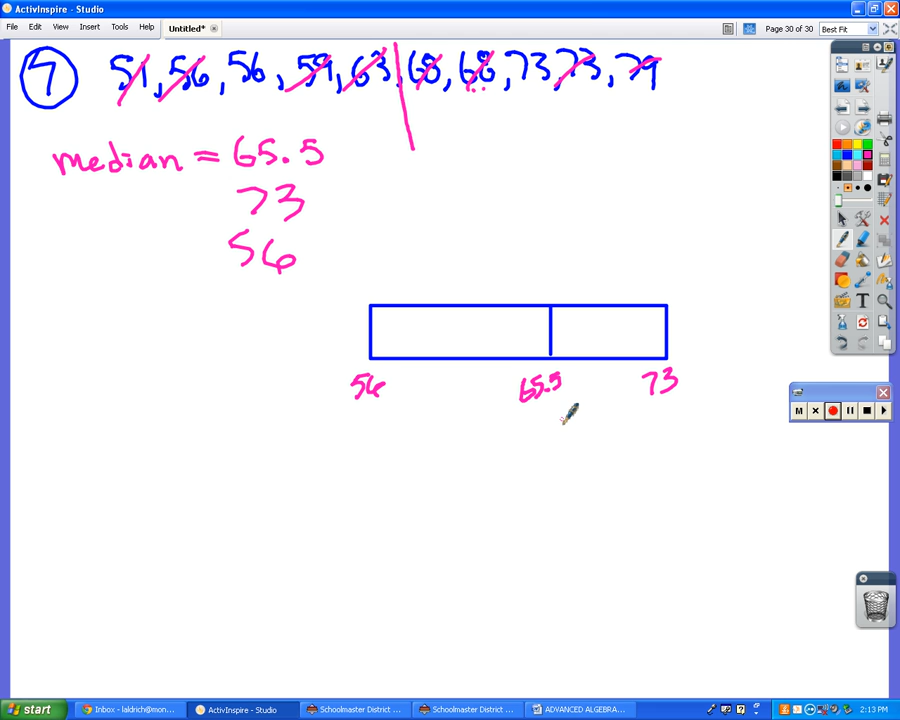 ActivInspire - Studio
File Edit View Insert Tools Help Untitled* Page 30 of 30 Best Fit
7 51, 56, 56, 59, 63, 68, 68, 73, 73, 79
median = 65.5
73
56
56 65.5 73
M
start Inbox - laldrich@mon... ActivInspire - Studio Schoolmaster District ... Schoolmaster District ... ADVANCED ALGEBRA... 2:13 PM